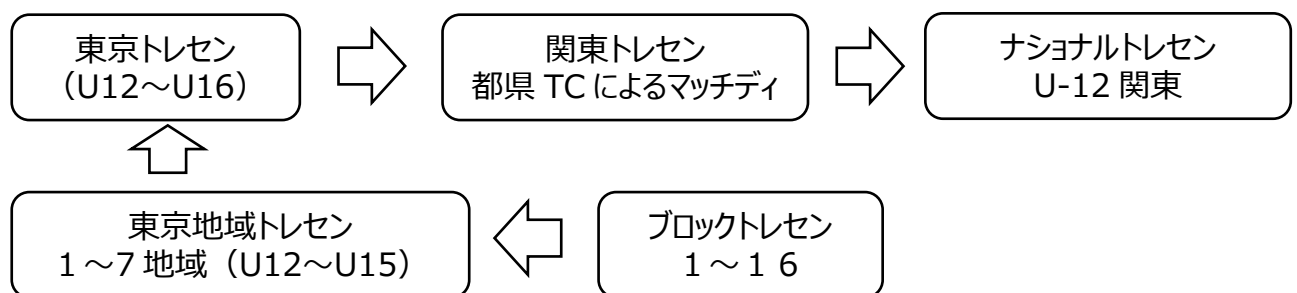 東京トレセン
（U12～U16）
関東トレセン
都県 TC によるマッチデイ
ナショナルトレセン
U-12 関東
東京地域トレセン
１～7 地域（U12～U15）
ブロックトレセン
１～１６